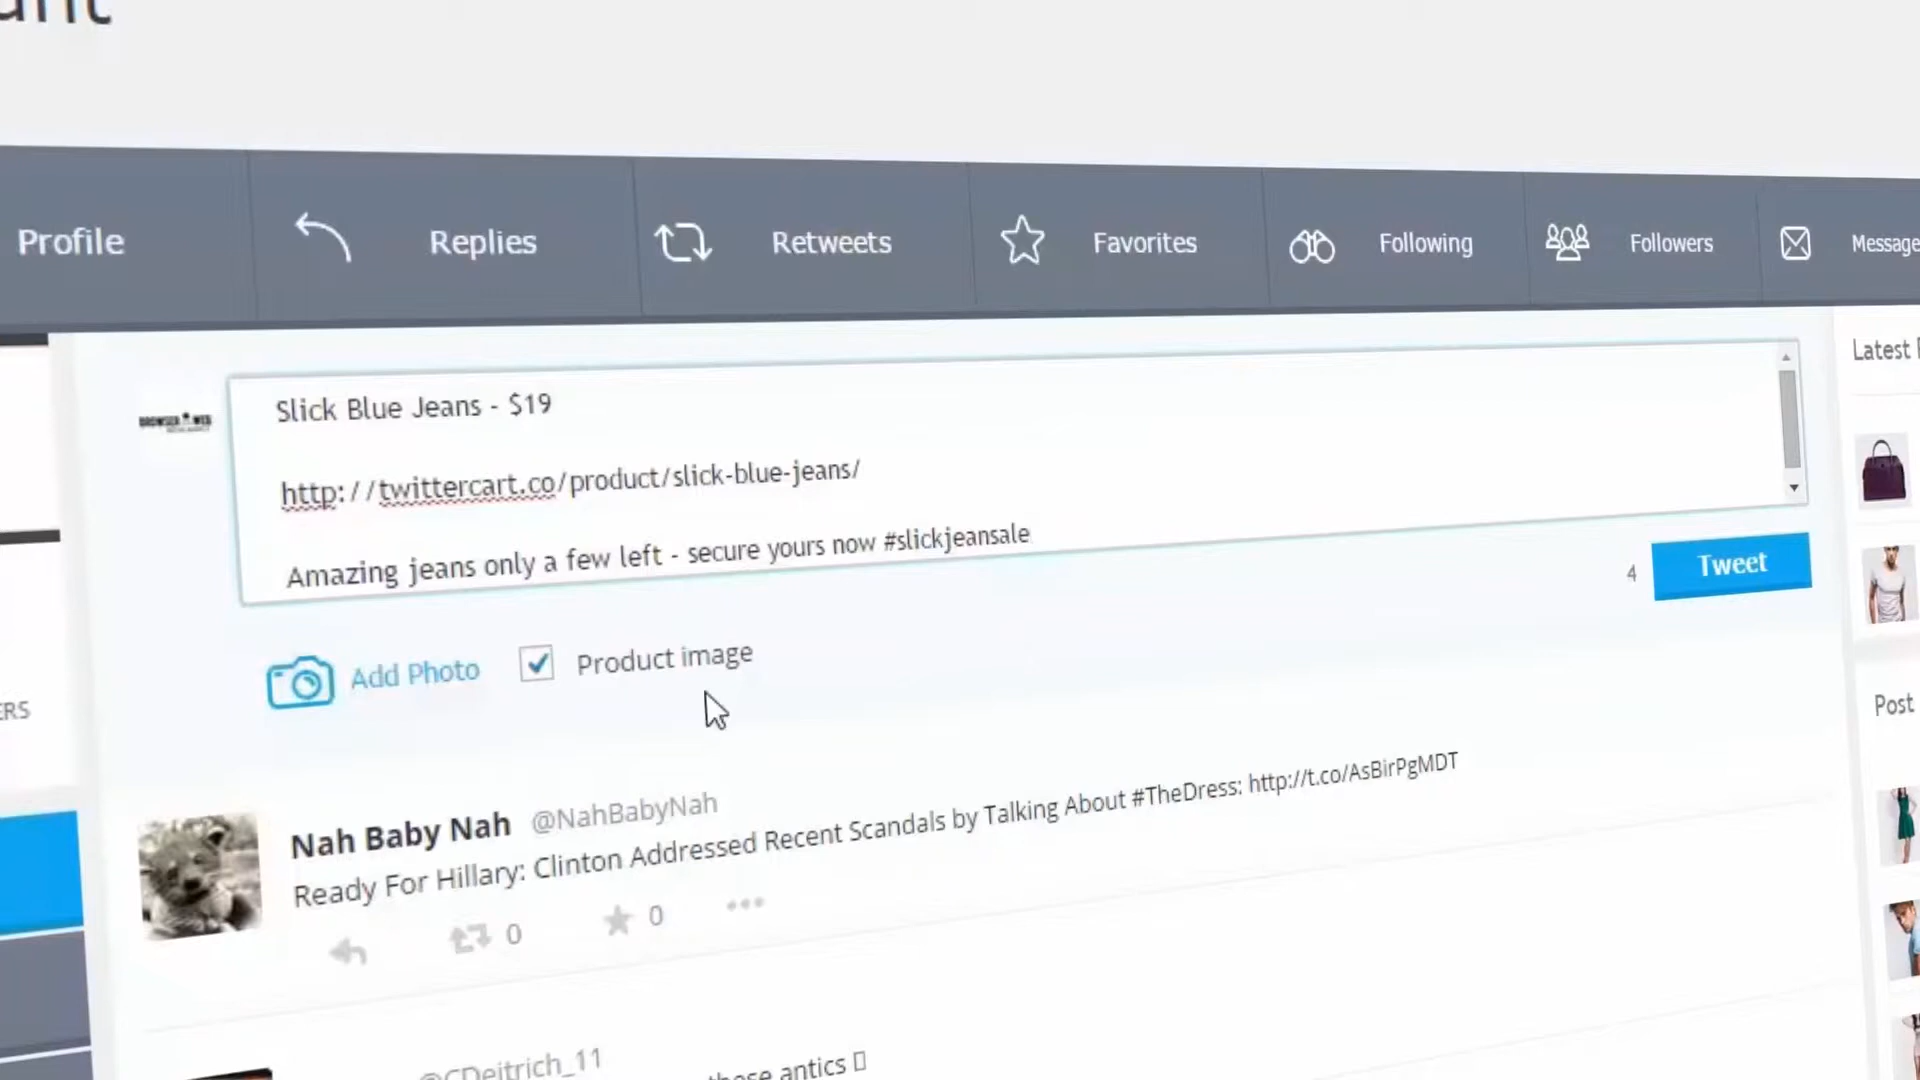 Profile
Replies
Retweets
Favorites
Following
Followers
Message
Latest
Slick Blue Jeans - $19
http://twittercart.co/product/slick-blue-jeans/
Amazing jeans only a few left - secure yours now #slickjeansale
4
Tweet
Add Photo
Product image
ERS
Post
Nah Baby Nah @NahBabyNah
Ready For Hillary: Clinton Addressed Recent Scandals by Talking About #TheDress: http://t.co/AsBirPgMDT
0
0
@CDeitrich_11
those antics